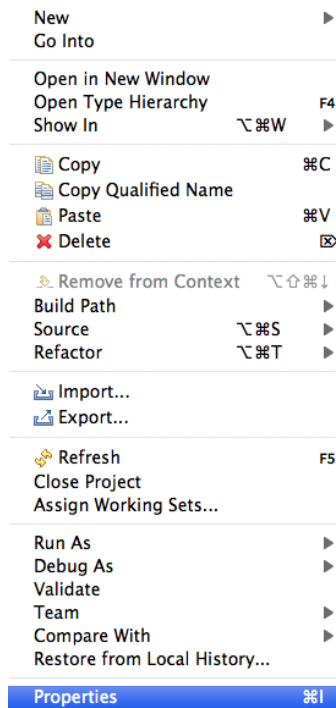 New
Go Into
Open in New Window
Open Type Hierarchy F4
Show In ⌥⌘W
Copy ⌘C
Copy Qualified Name
Paste ⌘V
Delete ⌦
Remove from Context ⌥⇧⌘↓
Build Path
Source ⌥⌘S
Refactor ⌥⌘T
Import...
Export...
Refresh F5
Close Project
Assign Working Sets...
Run As
Debug As
Validate
Team
Compare With
Restore from Local History...
Properties ⌘I